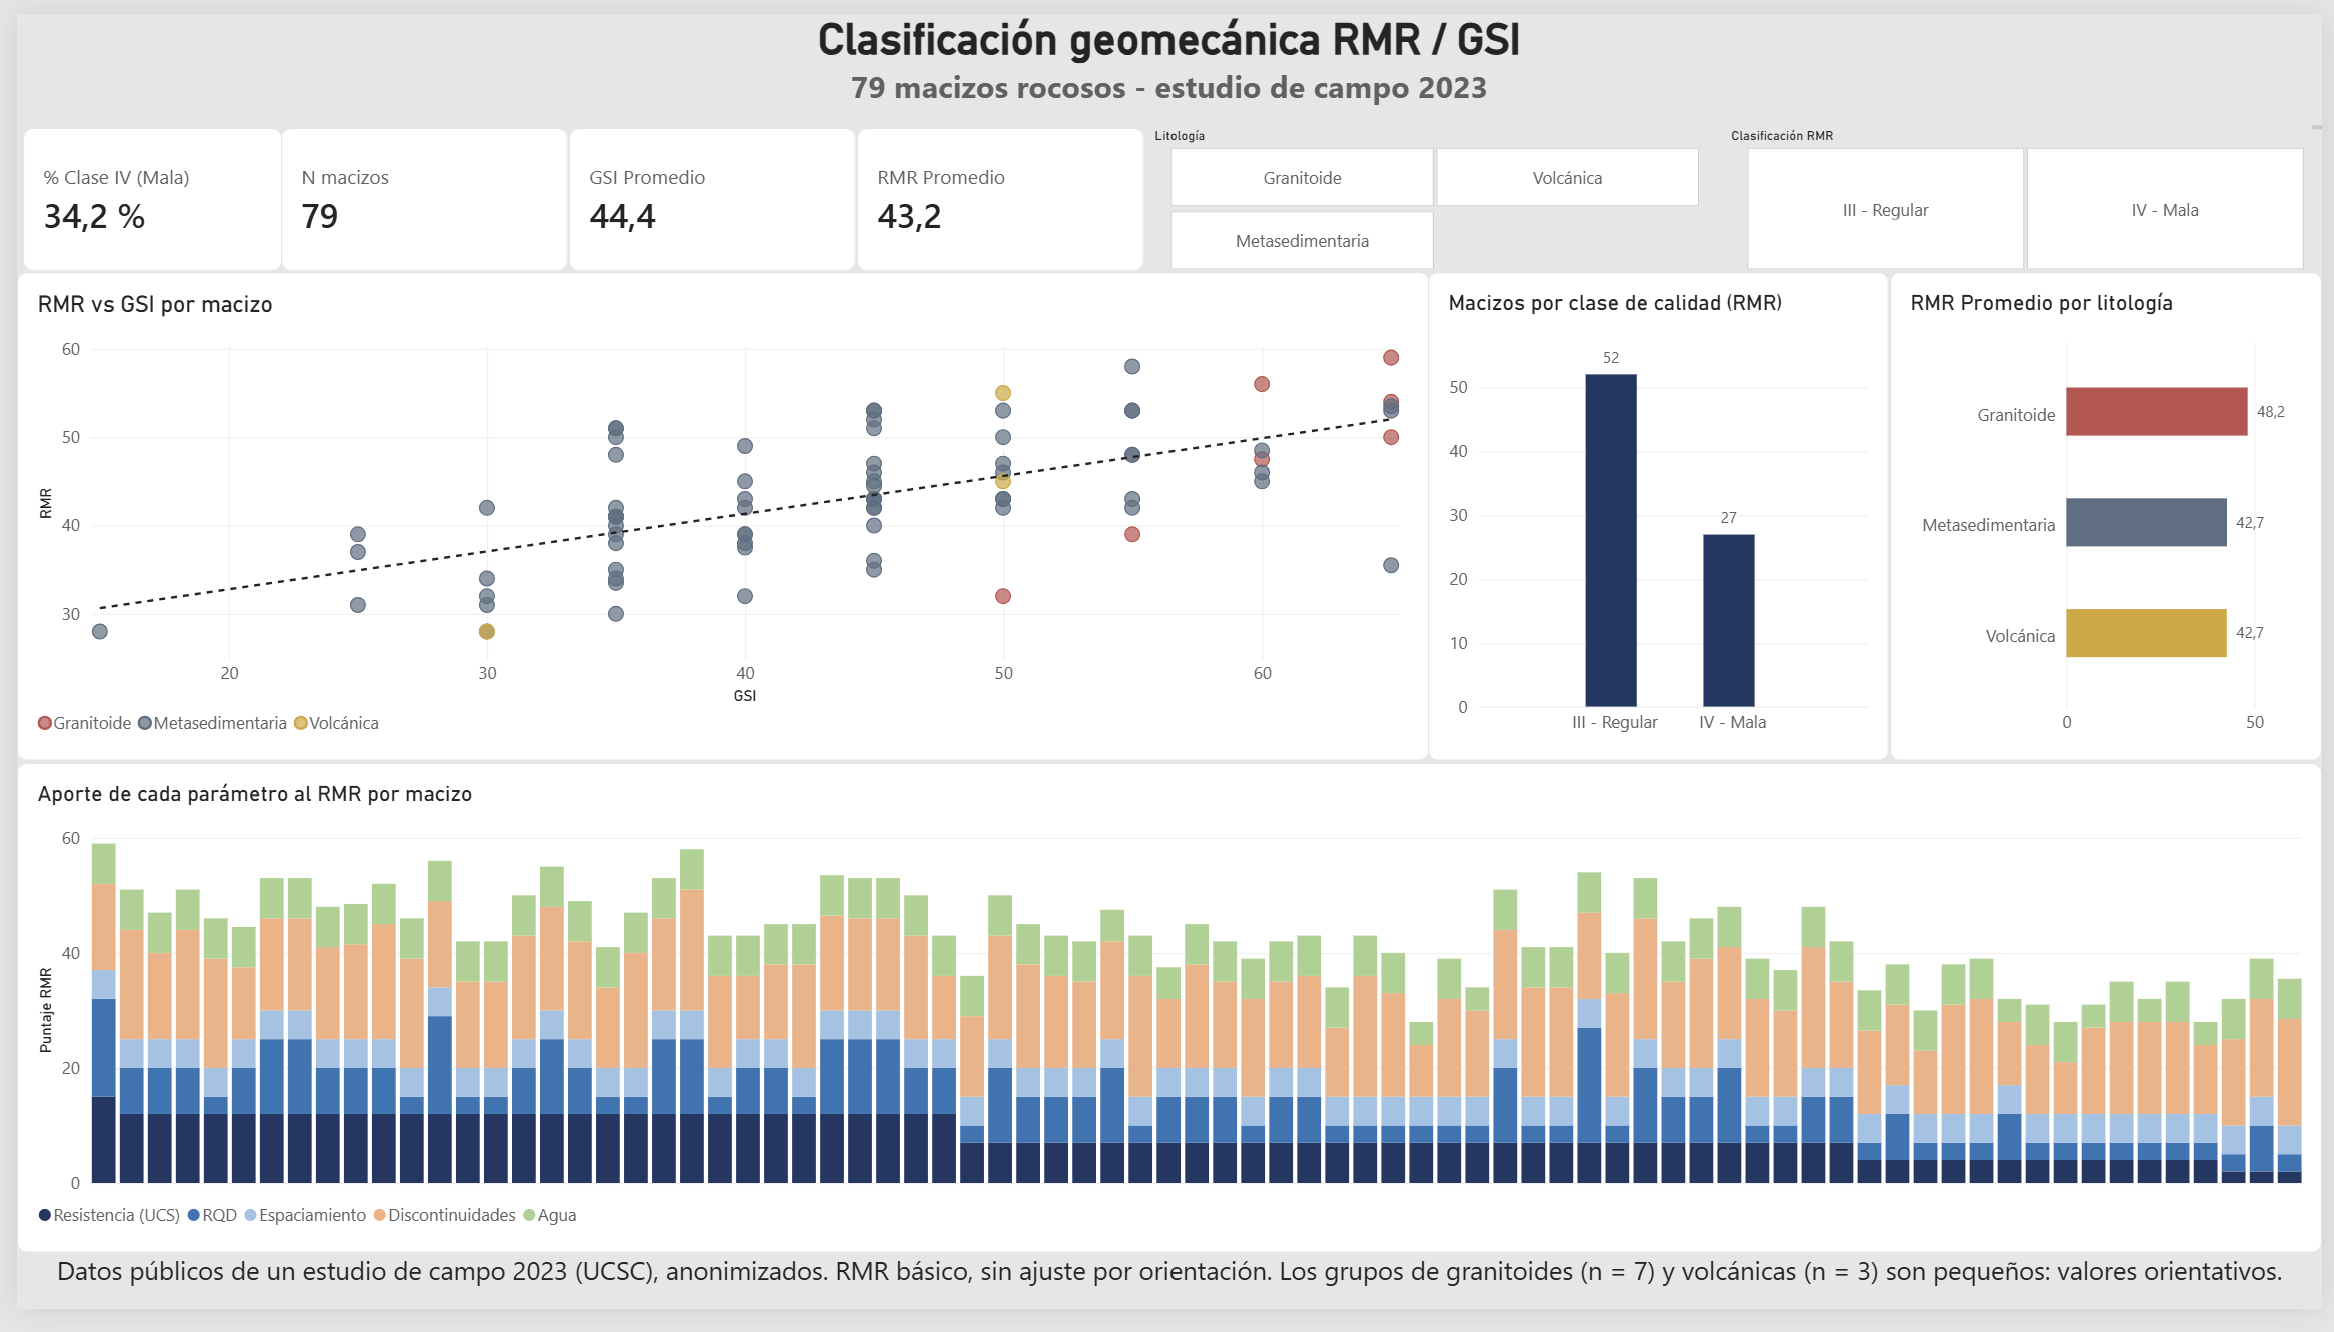 Clasificación geomecánica RMR / GSI
79 macizos rocosos - estudio de campo 2023
% Clase IV (Mala)
34,2 %
N macizos
79
GSI Promedio
44,4
RMR Promedio
43,2
Litología
Granitoide
Volcánica
Metasedimentaria
Clasificación RMR
III - Regular
IV - Mala
RMR vs GSI por macizo
60
50
40
30
RMR
20
30
40
50
60
GSI
Granitoide
Metasedimentaria
Volcánica
Macizos por clase de calidad (RMR)
50
40
30
20
10
0
52
27
III - Regular
IV - Mala
RMR Promedio por litología
Granitoide
48,2
Metasedimentaria
42,7
Volcánica
42,7
0
50
Aporte de cada parámetro al RMR por macizo
60
40
20
0
Puntaje RMR
Resistencia (UCS)
RQD
Espaciamiento
Discontinuidades
Agua
Datos públicos de un estudio de campo 2023 (UCSC), anonimizados. RMR básico, sin ajuste por orientación. Los grupos de granitoides (n = 7) y volcánicas (n = 3) son pequeños: valores orientativos.